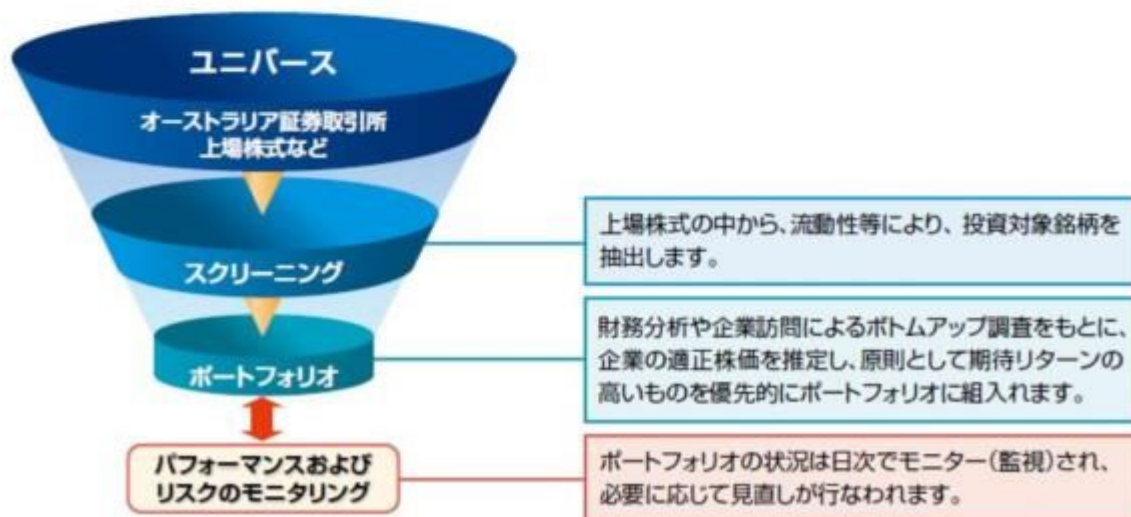 ユニバース
オーストラリア証券取引所
上場株式など
スクリーニング
ポートフォリオ
パフォーマンスおよび
リスクのモニタリング
上場株式の中から、流動性等により、投資対象銘柄を
抽出します。
財務分析や企業訪問によるボトムアップ調査をもとに、
企業の適正株価を推定し、原則として期待リターンの
高いものを優先的にポートフォリオに組入れます。
ポートフォリオの状況は日次でモニター(監視)され、
必要に応じて見直しが行なわれます。